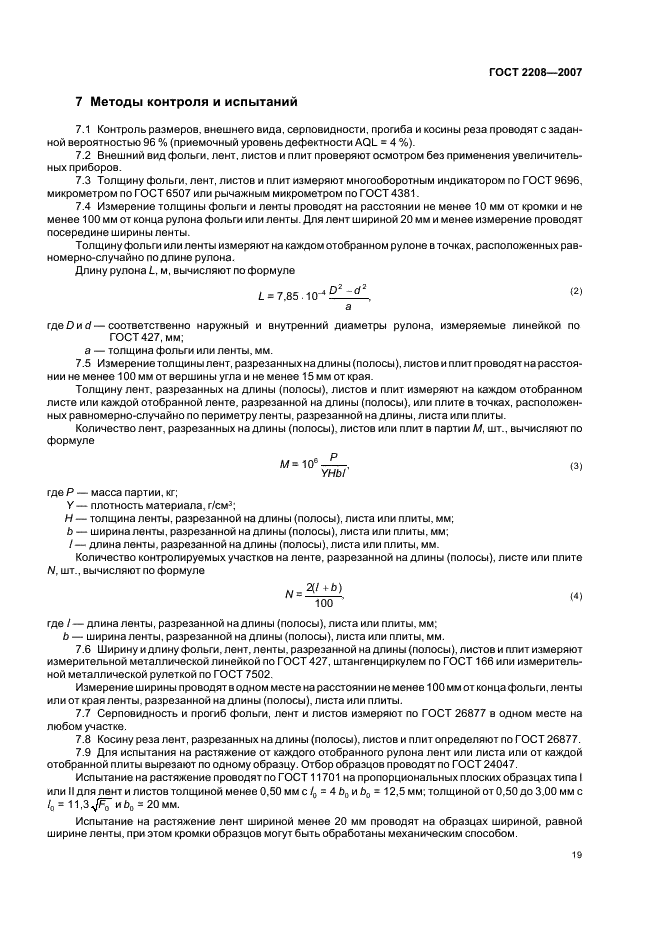 ГОСТ 2208—2007
7 Методы контроля и испытаний
7.1 Контроль размеров, внешнего вида, серповидности, прогиба и косины реза проводят с задан-
ной вероятностью 96 % (приемочный уровень дефектности AQL = 4 %).
7.2 Внешний вид фольги, лент, листов и плит проверяют осмотром без применения увеличитель-
ных приборов.
7.3 Толщину фольги, лент, листов и плит измеряют многооборотным индикатором по ГОСТ 9696,
микрометром по ГОСТ 6507 или рычажным микрометром по ГОСТ 4381.
7.4 Измерение толщины фольги и ленты проводят на расстоянии не менее 10 мм от кромки и не
менее 100 мм от конца рулона фольги или ленты. Для лент шириной 20 мм и менее измерение проводят
посередине ширины ленты.
Толщину фольги или ленты измеряют на каждом отобранном рулоне в точках, расположенных рав-
номерно-случайно по длине рулона.
Длину рулона L, м, вычисляют по формуле
L = 7,85 · 10⁻⁴ (D² – d²)/a, (2)
где D и d — соответственно наружный и внутренний диаметры рулона, измеряемые линейкой по
ГОСТ 427, мм;
a — толщина фольги или ленты, мм.
7.5 Измерение толщины лент, разрезанных на длины (полосы), листов и плит проводят на расстоя-
нии не менее 100 мм от вершины угла и не менее 15 мм от края.
Толщину лент, разрезанных на длины (полосы), листов и плит измеряют на каждом отобранном
листе или каждой отобранной ленте, разрезанной на длины (полосы), или плите в точках, расположен-
ных равномерно-случайно по периметру ленты, разрезанной на длины, листа или плиты.
Количество лент, разрезанных на длины (полосы), листов или плит в партии M, шт., вычисляют по
формуле
M = 10⁶ P/YHbl, (3)
где P — масса партии, кг;
Y — плотность материала, г/см³;
H — толщина ленты, разрезанной на длины (полосы), листа или плиты, мм;
b — ширина ленты, разрезанной на длины (полосы), листа или плиты, мм;
l — длина ленты, разрезанной на длины (полосы), листа или плиты, мм.
Количество контролируемых участков на ленте, разрезанной на длины (полосы), листе или плите
N, шт., вычисляют по формуле
N = 2(l + b)/100, (4)
где l — длина ленты, разрезанной на длины (полосы), листа или плиты, мм;
b — ширина ленты, разрезанной на длины (полосы), листа или плиты, мм.
7.6 Ширину и длину фольги, лент, ленты, разрезанной на длины (полосы), листов и плит измеряют
измерительной металлической линейкой по ГОСТ 427, штангенциркулем по ГОСТ 166 или измеритель-
ной металлической рулеткой по ГОСТ 7502.
Измерение ширины проводят в одном месте на расстоянии не менее 100 мм от конца фольги, ленты
или от края ленты, разрезанной на длины (полосы), листа или плиты.
7.7 Серповидность и прогиб фольги, лент и листов измеряют по ГОСТ 26877 в одном месте на
любом участке.
7.8 Косину реза лент, разрезанных на длины (полосы), листов и плит определяют по ГОСТ 26877.
7.9 Для испытания на растяжение от каждого отобранного рулона лент или листа или от каждой
отобранной плиты вырезают по одному образцу. Отбор образцов проводят по ГОСТ 24047.
Испытание на растяжение проводят по ГОСТ 11701 на пропорциональных плоских образцах типа I
или II для лент и листов толщиной менее 0,50 мм с l₀ = 4 b₀ и b₀ = 12,5 мм; толщиной от 0,50 до 3,00 мм с
l₀ = 11,3 √F₀ и b₀ = 20 мм.
Испытание на растяжение лент шириной менее 20 мм проводят на образцах шириной, равной
ширине ленты, при этом кромки образцов могут быть обработаны механическим способом.
19